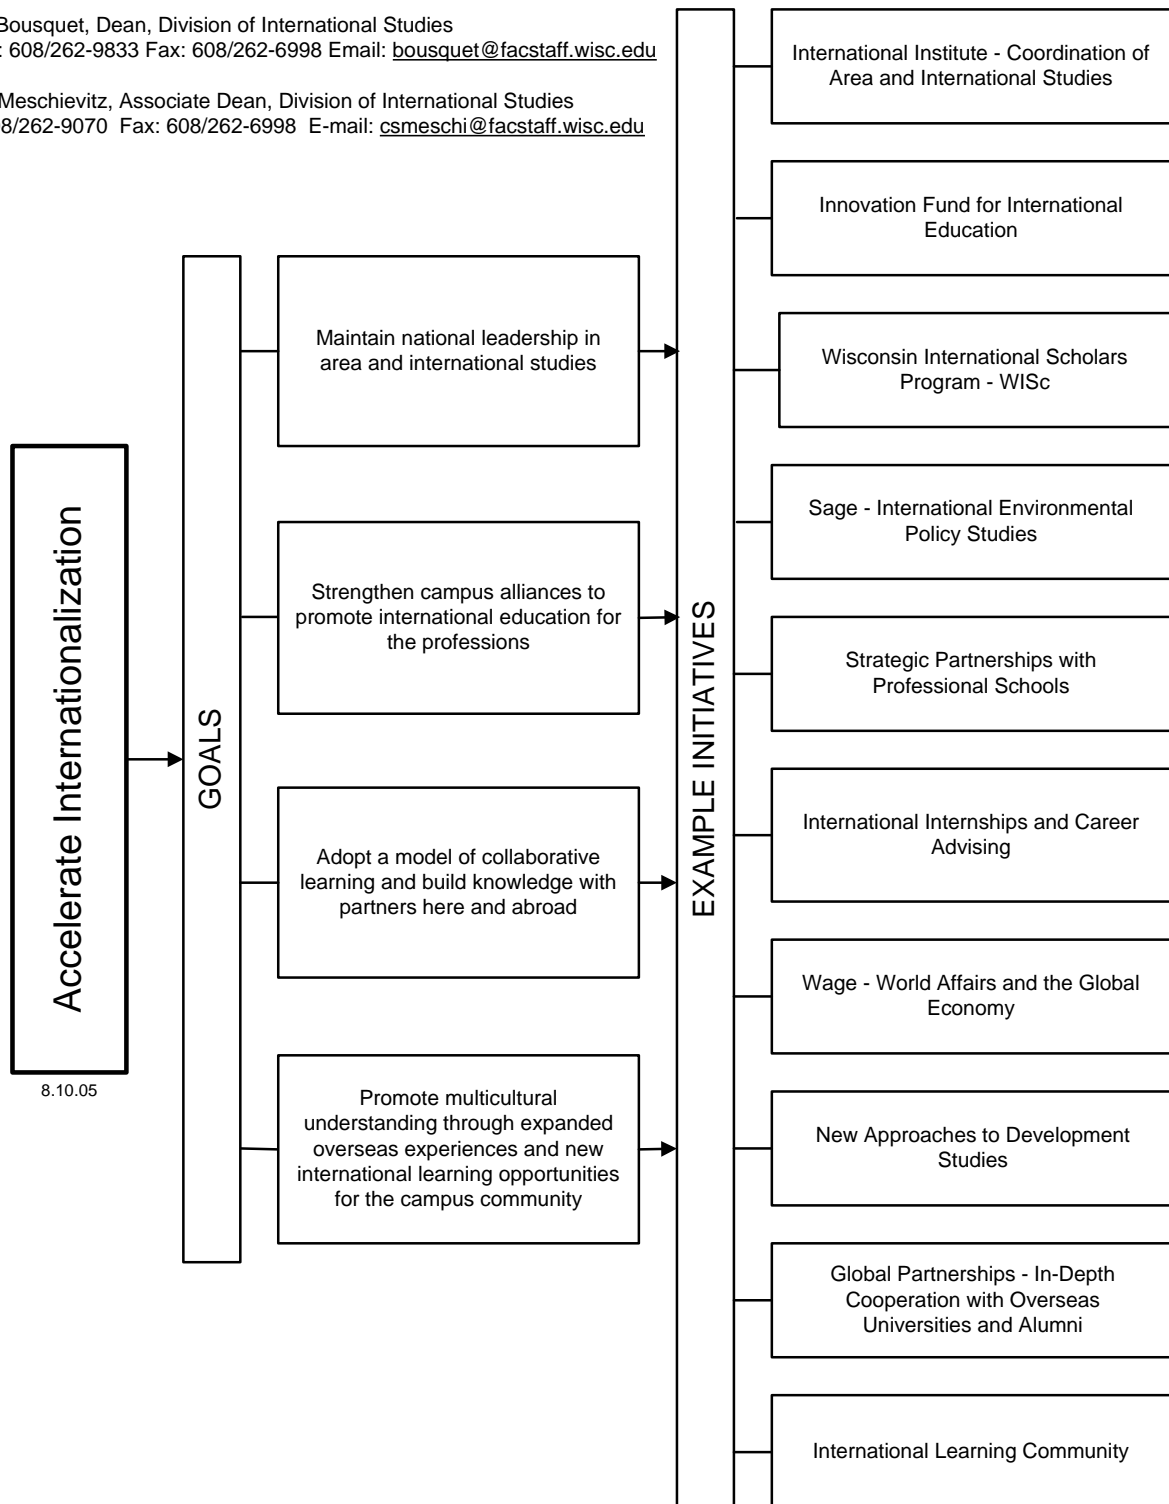 Bousquet, Dean, Division of International Studies
: 608/262-9833 Fax: 608/262-6998 Email: bousquet@facstaff.wisc.edu
Meschievitz, Associate Dean, Division of International Studies
8/262-9070 Fax: 608/262-6998 E-mail: csmeschi@facstaff.wisc.edu
Accelerate Internationalization
8.10.05
GOALS
Maintain national leadership in
area and international studies
Strengthen campus alliances to
promote international education for
the professions
Adopt a model of collaborative
learning and build knowledge with
partners here and abroad
Promote multicultural
understanding through expanded
overseas experiences and new
international learning opportunities
for the campus community
EXAMPLE INITIATIVES
International Institute - Coordination of
Area and International Studies
Innovation Fund for International
Education
Wisconsin International Scholars
Program - WISc
Sage - International Environmental
Policy Studies
Strategic Partnerships with
Professional Schools
International Internships and Career
Advising
Wage - World Affairs and the Global
Economy
New Approaches to Development
Studies
Global Partnerships - In-Depth
Cooperation with Overseas
Universities and Alumni
International Learning Community